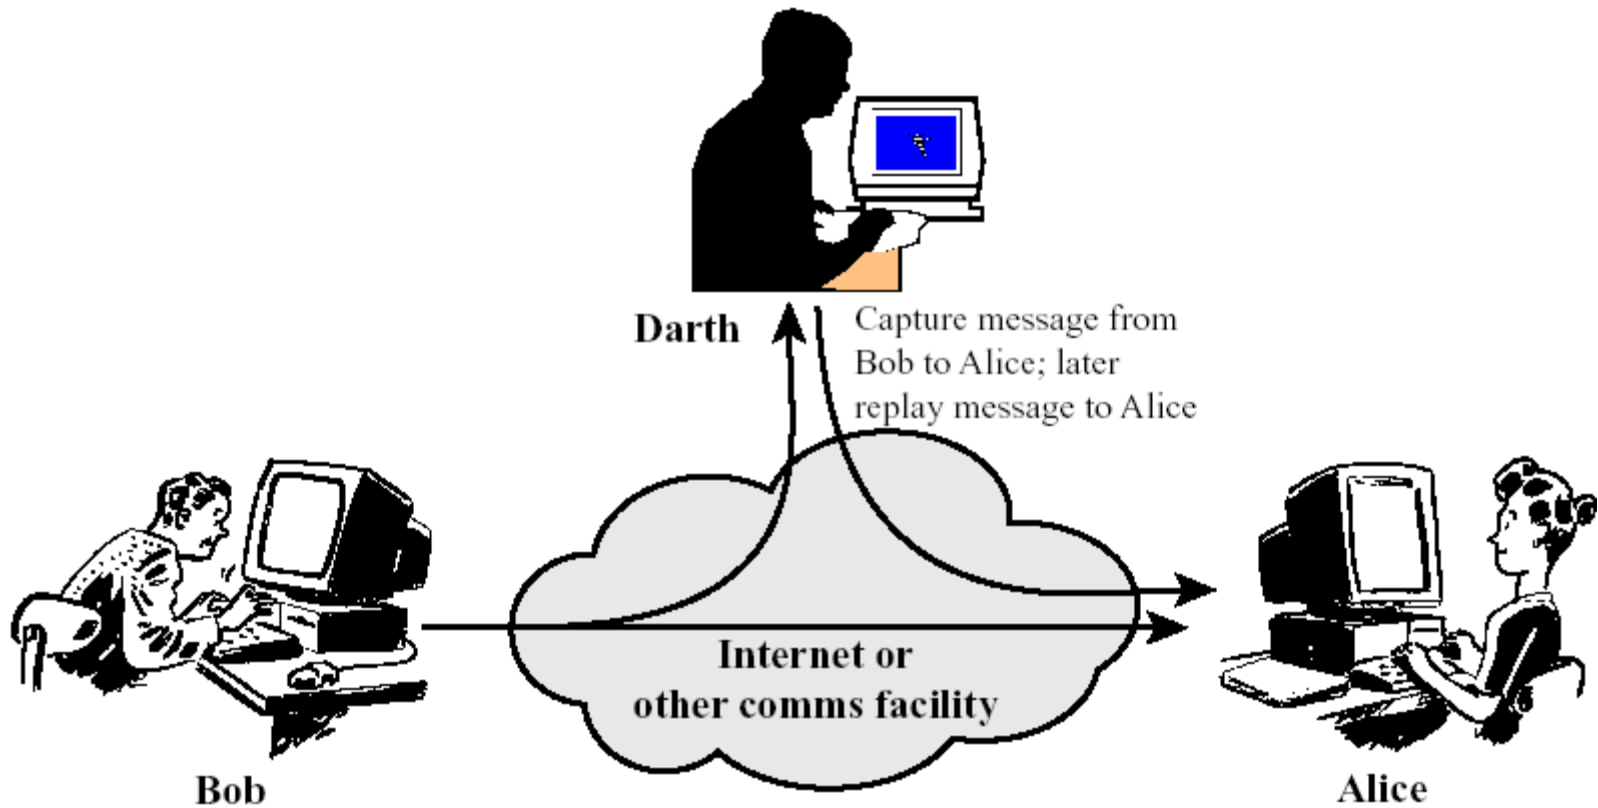 Darth
Capture message from
Bob to Alice; later
replay message to Alice
Internet or
other comms facility
Bob
Alice